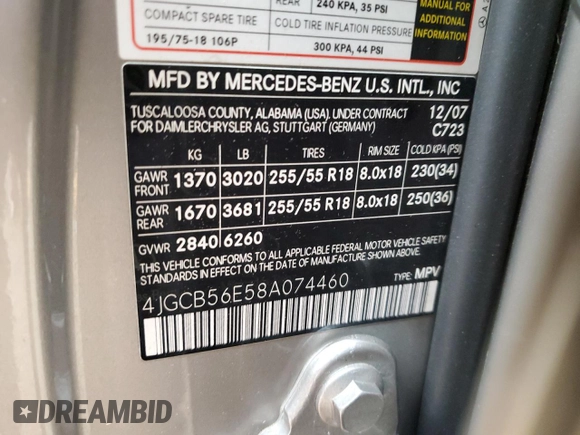 REAR 240 KPA, 35 PSI
MANUAL FOR
ADDITIONAL
INFORMATION
COMPACT SPARE TIRE
COLD TIRE INFLATION PRESSURE
195/75-18 106P
300 KPA, 44 PSI
MFD BY MERCEDES-BENZ U.S. INTL., INC
TUSCALOOSA COUNTY, ALABAMA (USA). UNDER CONTRACT 12/07
FOR DAIMLERCHRYSLER AG, STUTTGART (GERMANY) C723
KG LB TIRES RIM SIZE COLD KPA (PSI)
GAWR FRONT 1370 3020 255/55 R18 8.0x18 230(34)
GAWR REAR 1670 3681 255/55 R18 8.0x18 250(36)
GVWR 2840 6260
THIS VEHICLE CONFORMS TO ALL APPLICABLE FEDERAL MOTOR VEHICLE SAFETY
STANDARDS IN EFFECT ON THE DATE OF MANUFACTURE SHOWN ABOVE.
4JGCB56E58A074460 TYPE: MPV
DREAMBID